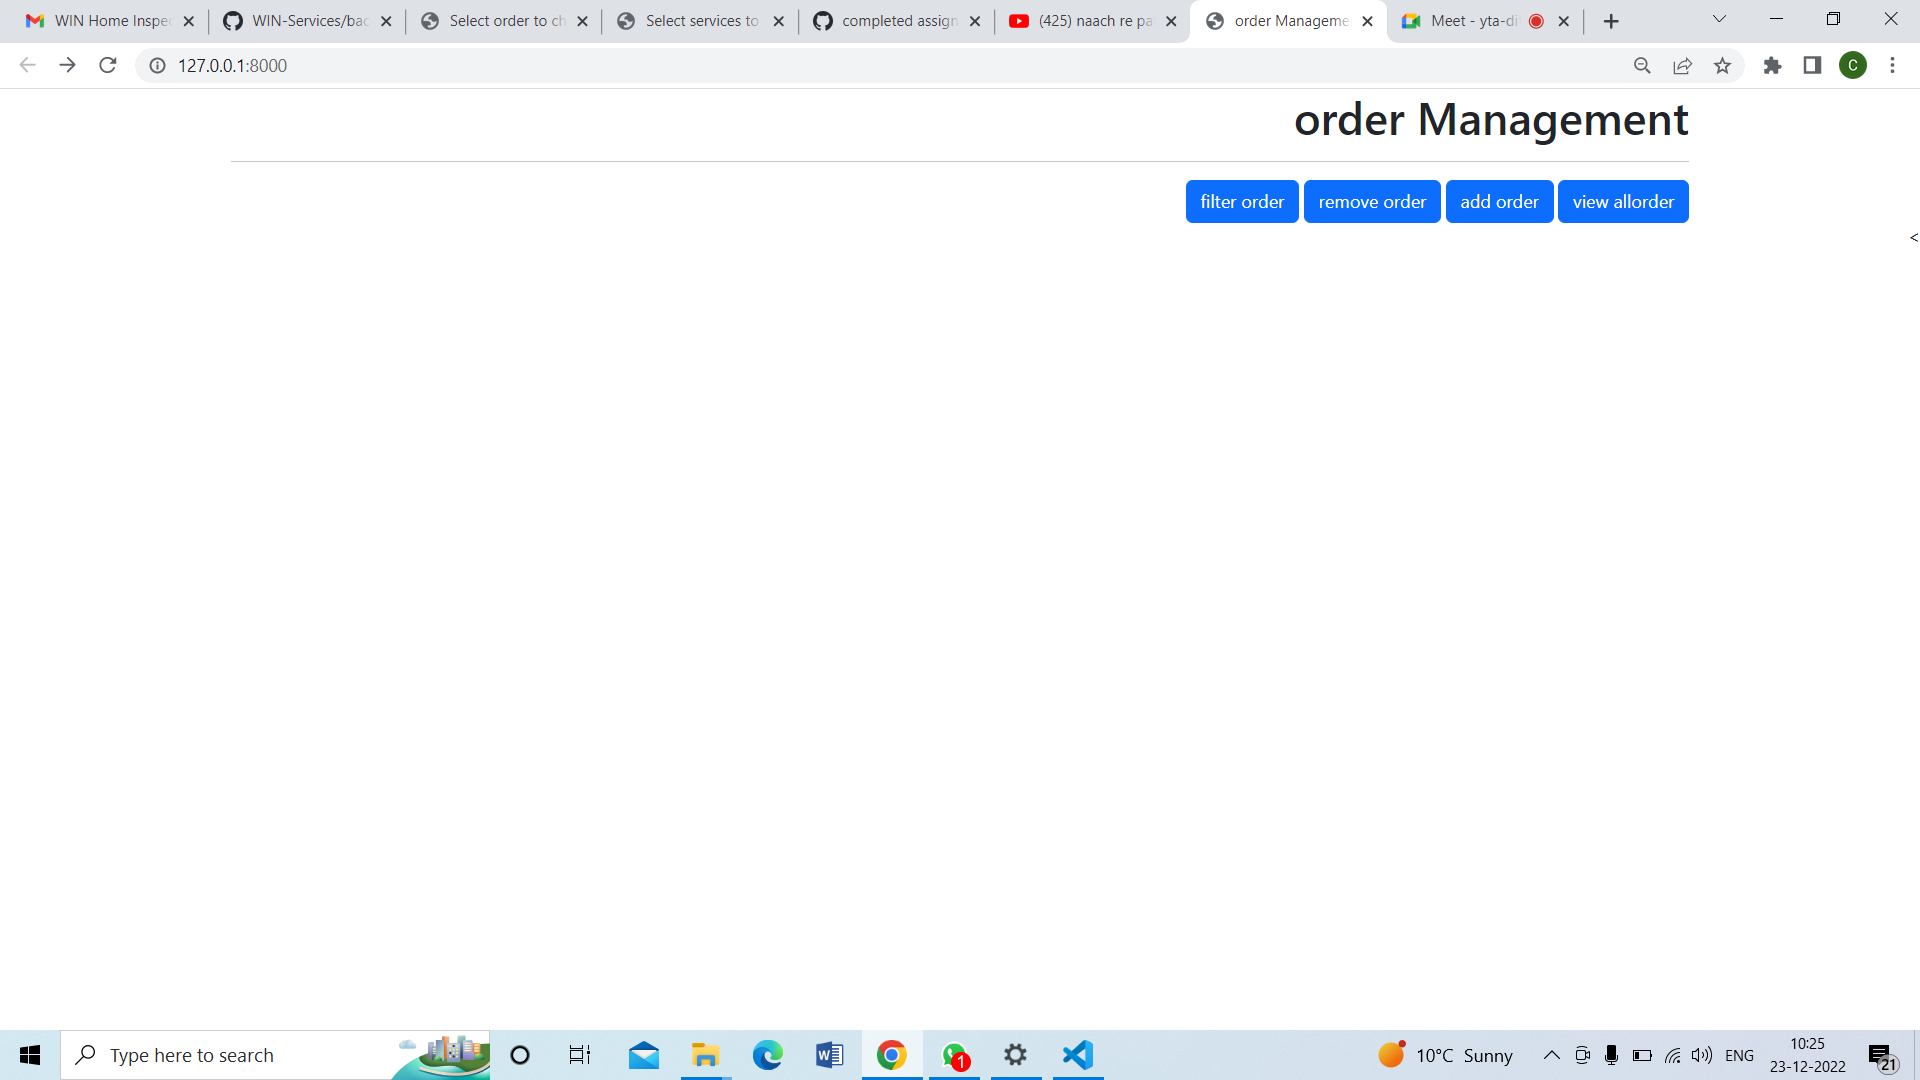 WIN Home Inspec
WIN-Services/bac
Select order to ch
Select services to
completed assign
(425) naach re pa
order Manageme
Meet - yta-di
127.0.0.1:8000
C
order Management
filter order
remove order
add order
view allorder
<
Type here to search
1
10°C Sunny
ENG
10:25
23-12-2022
21